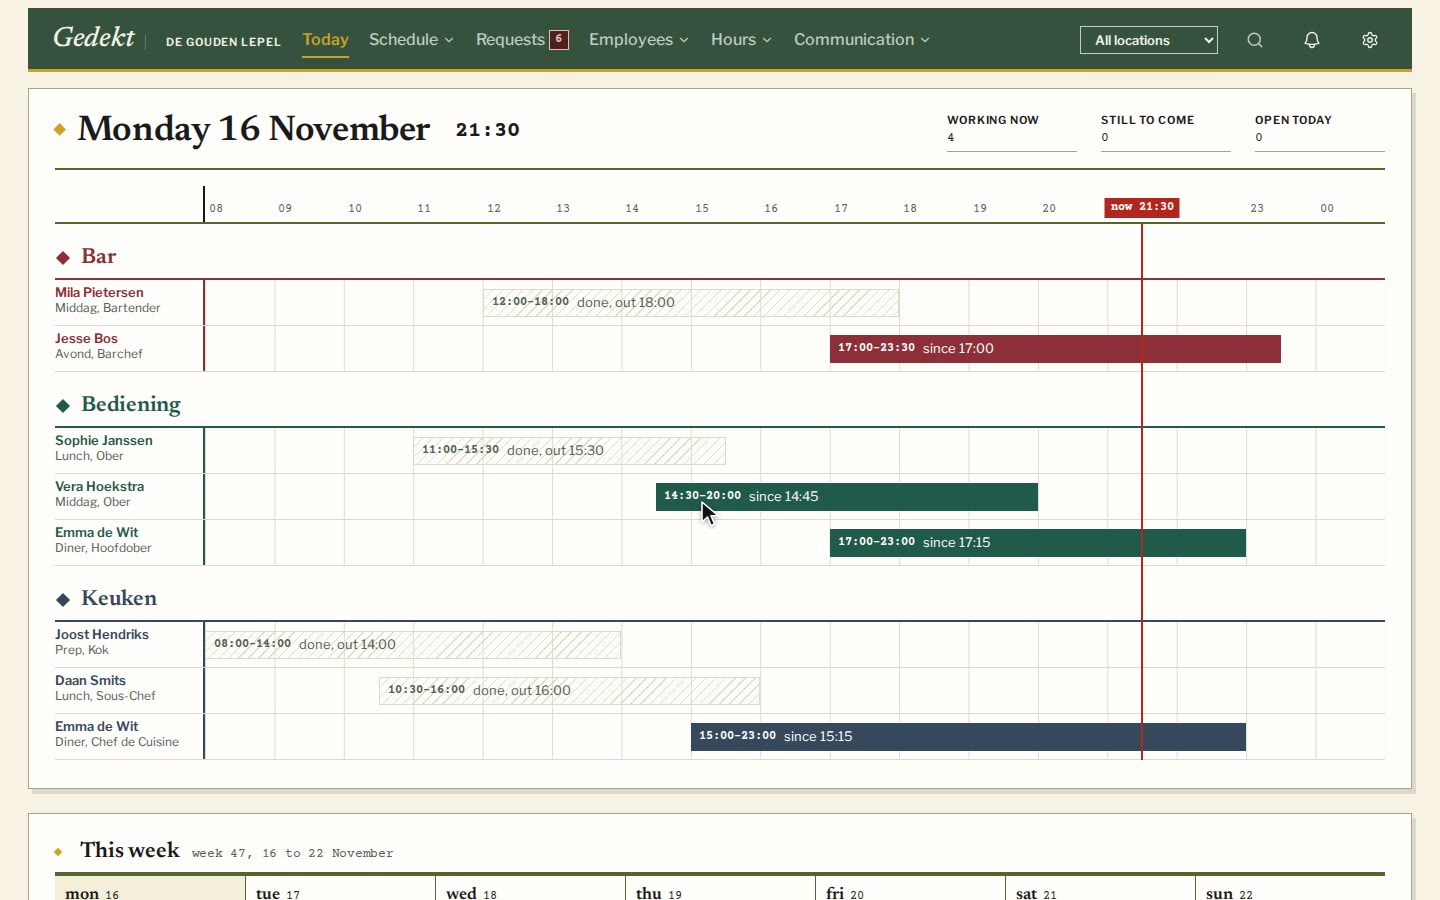 Gedekt DE GOUDEN LEPEL Today Schedule Requests 6 Employees Hours Communication All locations
Monday 16 November 21:30
WORKING NOW
4
STILL TO COME
0
OPEN TODAY
0
08 09 10 11 12 13 14 15 16 17 18 19 20 now 21:30 23 00
Bar
Mila Pietersen
Middag, Bartender
12:00–18:00 done, out 18:00
Jesse Bos
Avond, Barchef
17:00–23:30 since 17:00
Bediening
Sophie Janssen
Lunch, Ober
11:00–15:30 done, out 15:30
Vera Hoekstra
Middag, Ober
14:30–20:00 since 14:45
Emma de Wit
Diner, Hoofdober
17:00–23:00 since 17:15
Keuken
Joost Hendriks
Prep, Kok
08:00–14:00 done, out 14:00
Daan Smits
Lunch, Sous-Chef
10:30–16:00 done, out 16:00
Emma de Wit
Diner, Chef de Cuisine
15:00–23:00 since 15:15
This week week 47, 16 to 22 November
mon 16 tue 17 wed 18 thu 19 fri 20 sat 21 sun 22